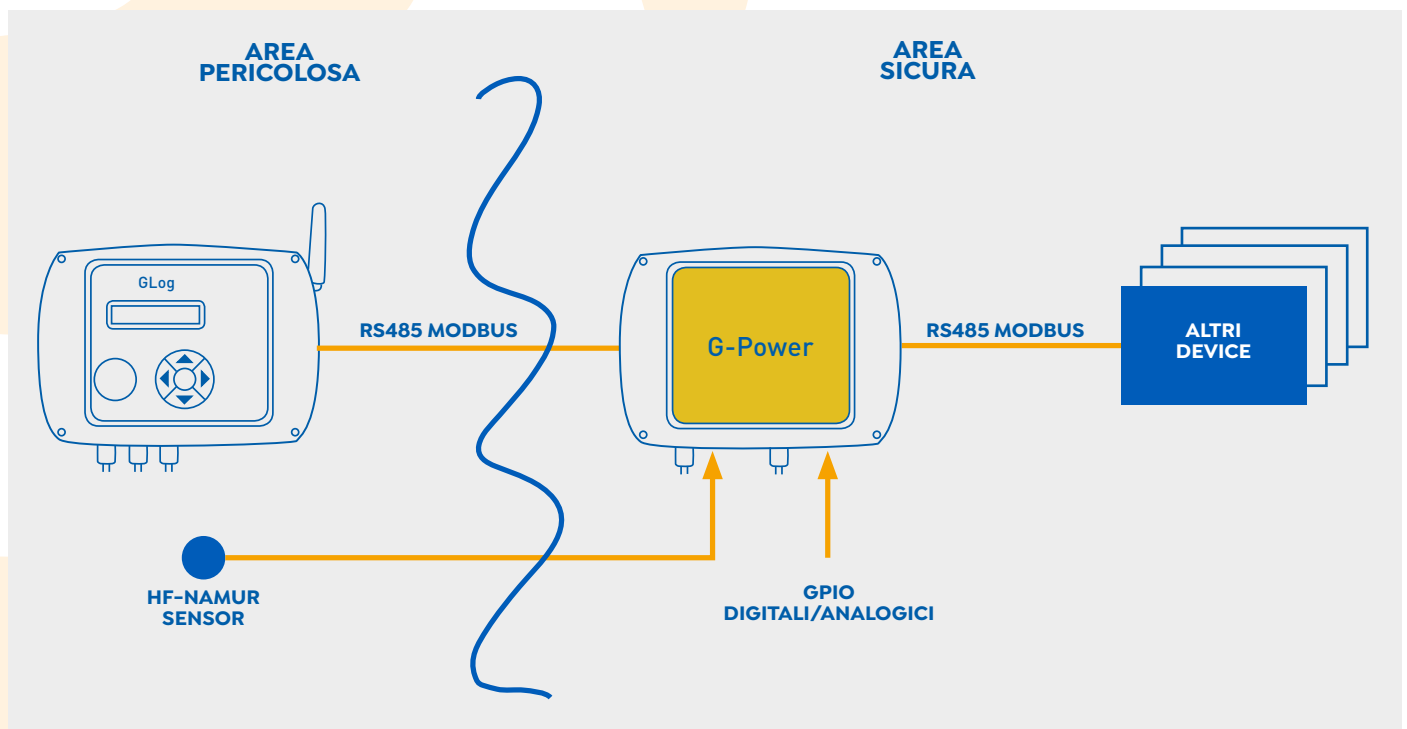 AREA
PERICOLOSA
AREA
SICURA
GLog
RS485 MODBUS
G-Power
RS485 MODBUS
ALTRI
DEVICE
HF-NAMUR
SENSOR
GPIO
DIGITALI/ANALOGICI